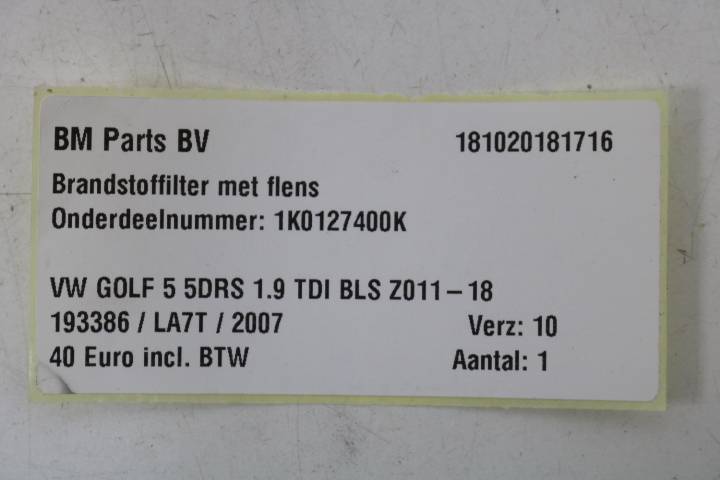 BM Parts BV 181020181716
Brandstoffilter met flens
Onderdeelnummer: 1K0127400K
VW GOLF 5 5DRS 1.9 TDI BLS Z011 – 18
193386 / LA7T / 2007 Verz: 10
40 Euro incl. BTW Aantal: 1